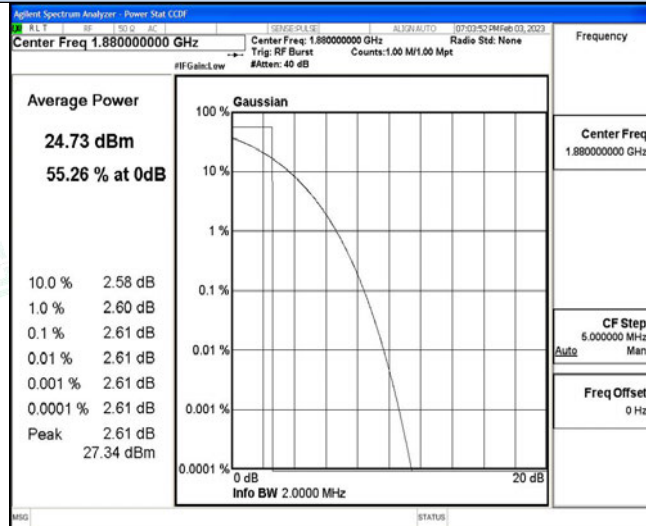 Agilent Spectrum Analyzer - Power Stat CCDF
RLT RF 50 Ω AC SENSE:PULSE ALIGN AUTO 07:03:52 PM Feb 03, 2023
Center Freq 1.880000000 GHz
Center Freq: 1.880000000 GHz
Radio Std: None
Trig: RF Burst
Counts:1.00 M/1.00 Mpt
#IFGain:Low
#Atten: 40 dB
Frequency
Average Power
24.73 dBm
55.26 % at 0dB
10.0 % 2.58 dB
1.0 % 2.60 dB
0.1 % 2.61 dB
0.01 % 2.61 dB
0.001 % 2.61 dB
0.0001 % 2.61 dB
Peak 2.61 dB
27.34 dBm
Gaussian
100 %
10 %
1 %
0.1 %
0.01 %
0.001 %
0.0001 %
0 dB
20 dB
Info BW 2.0000 MHz
Center Freq
1.880000000 GHz
CF Step
5.000000 MHz
Auto Man
Freq Offset
0 Hz
MSG
STATUS